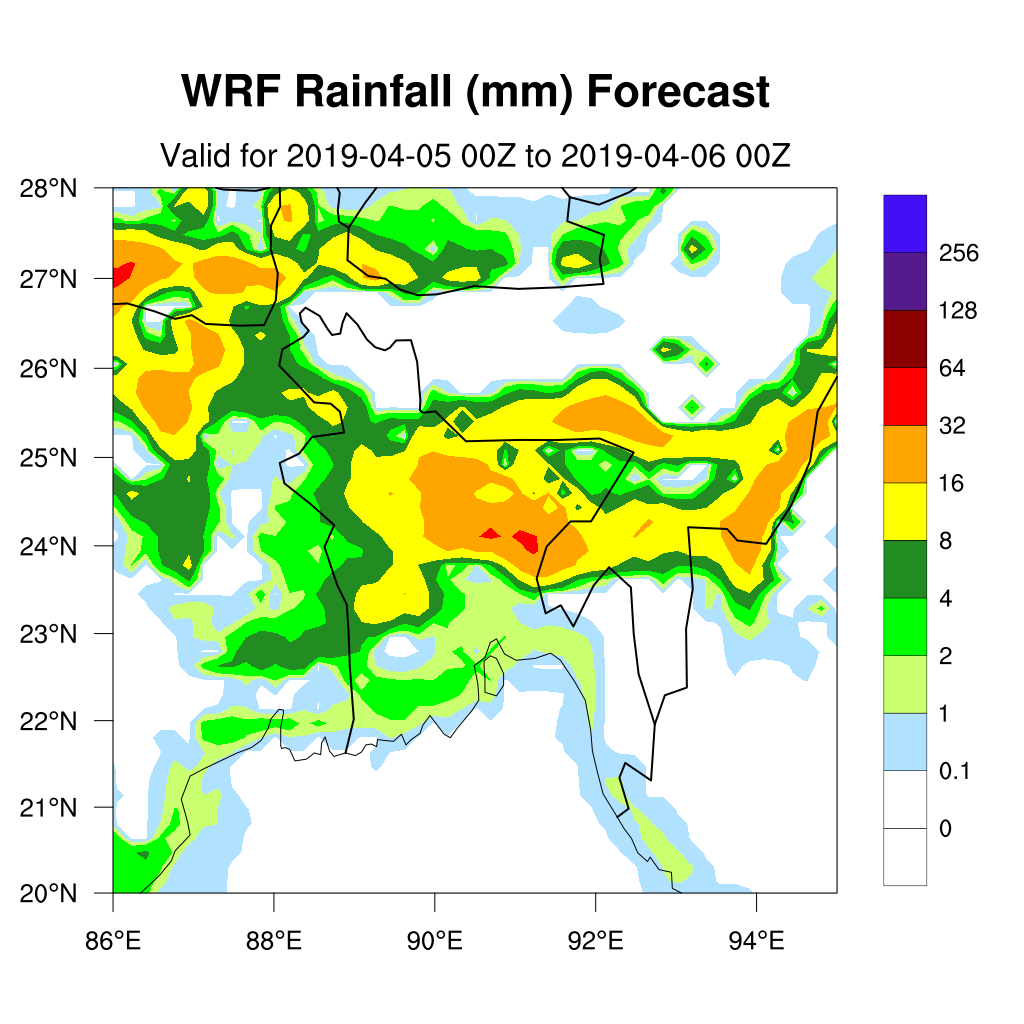 WRF Rainfall (mm) Forecast
Valid for 2019-04-05 00Z to 2019-04-06 00Z
28°N
27°N
26°N
25°N
24°N
23°N
22°N
21°N
20°N
86°E 88°E 90°E 92°E 94°E
256
128
64
32
16
8
4
2
1
0.1
0